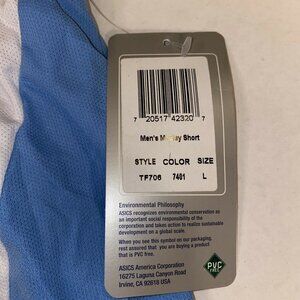 7 20517 42320 7
Men's Short
STYLE COLOR SIZE
TF706 7401 L
Environmental Philosophy
ASICS recognizes environmental conservation as
an important social responsibility of the
corporation and takes action to realize sustainable
development on a global scale.
When you see this symbol on our packaging,
rest assured that you are buying a product
that is PVC free.
ASICS America Corporation
16275 Laguna Canyon Road
Irvine, CA 92618 USA
PVC
FREE